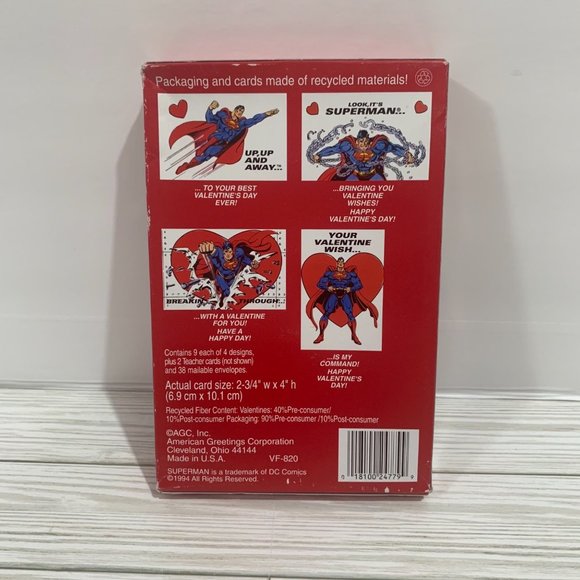 Packaging and cards made of recycled materials!
UP, UP
AND
AWAY...™
...TO YOUR BEST
VALENTINE'S DAY
EVER!
LOOK, IT'S
SUPERMAN®...
...BRINGING YOU
VALENTINE
WISHES!
HAPPY
VALENTINE'S DAY!
BREAKIN' THROUGH...
...WITH A VALENTINE
FOR YOU!
HAVE A
HAPPY DAY!
YOUR
VALENTINE
WISH...
...IS MY
COMMAND!
HAPPY
VALENTINE'S
DAY!
Contains 9 each of 4 designs,
plus 2 Teacher cards (not shown)
and 38 mailable envelopes.
Actual card size: 2-3/4" w x 4" h
(6.9 cm x 10.1 cm)
Recycled Fiber Content: Valentines: 40%Pre-consumer/
10%Post-consumer Packaging: 90%Pre-consumer /10%Post-consumer
©AGC, Inc.
American Greetings Corporation
Cleveland, Ohio 44144
Made in U.S.A. VF-820
SUPERMAN is a trademark of DC Comics
©1994 All Rights Reserved.
0 18100 24779 9